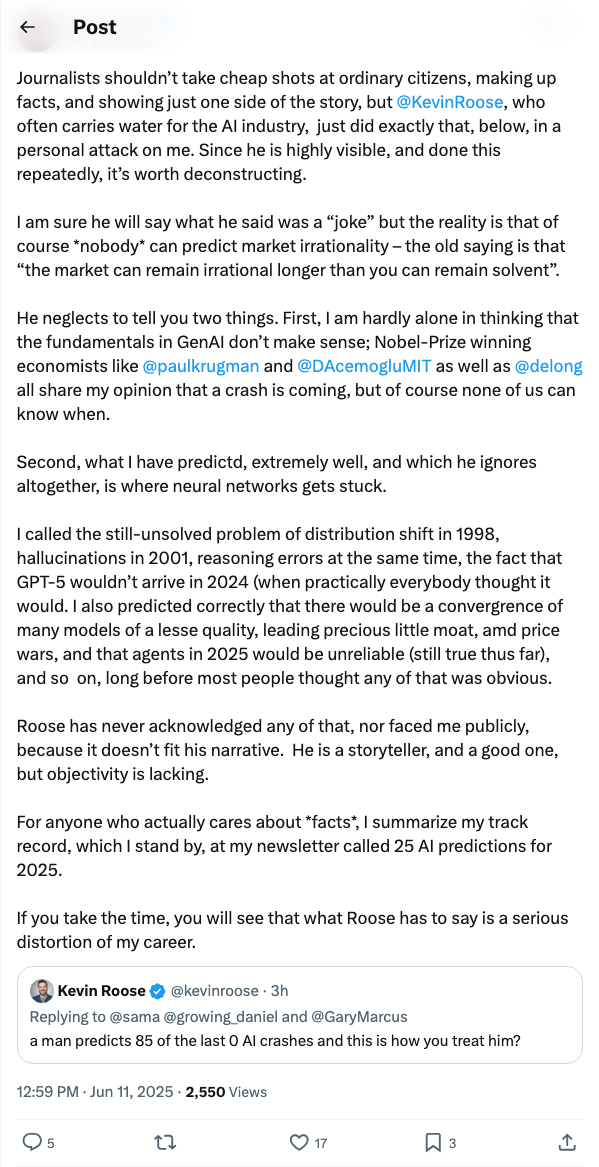 Post
Journalists shouldn’t take cheap shots at ordinary citizens, making up
facts, and showing just one side of the story, but @KevinRoose, who
often carries water for the AI industry,  just did exactly that, below, in a
personal attack on me. Since he is highly visible, and done this
repeatedly, it’s worth deconstructing.
I am sure he will say what he said was a “joke” but the reality is that of
course *nobody* can predict market irrationality – the old saying is that
“the market can remain irrational longer than you can remain solvent”.
He neglects to tell you two things. First, I am hardly alone in thinking that
the fundamentals in GenAI don’t make sense; Nobel-Prize winning
economists like @paulkrugman and @DAcemogluMIT as well as @delong
all share my opinion that a crash is coming, but of course none of us can
know when.
Second, what I have predictd, extremely well, and which he ignores
altogether, is where neural networks gets stuck.
I called the still-unsolved problem of distribution shift in 1998,
hallucinations in 2001, reasoning errors at the same time, the fact that
GPT-5 wouldn’t arrive in 2024 (when practically everybody thought it
would. I also predicted correctly that there would be a convergrence of
many models of a lesse quality, leading precious little moat, amd price
wars, and that agents in 2025 would be unreliable (still true thus far),
and so  on, long before most people thought any of that was obvious.
Roose has never acknowledged any of that, nor faced me publicly,
because it doesn’t fit his narrative.  He is a storyteller, and a good one,
but objectivity is lacking.
For anyone who actually cares about *facts*, I summarize my track
record, which I stand by, at my newsletter called 25 AI predictions for
2025.
If you take the time, you will see that what Roose has to say is a serious
distortion of my career.
Kevin Roose @kevinroose · 3h
Replying to @sama @growing_daniel and @GaryMarcus
a man predicts 85 of the last 0 AI crashes and this is how you treat him?
12:59 PM · Jun 11, 2025 · 2,550 Views
5 17 3